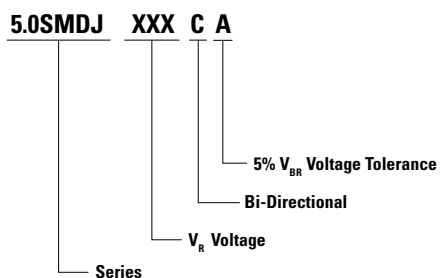 5.0SMDJ XXX C A
5% VBR Voltage Tolerance
Bi-Directional
VR Voltage
Series